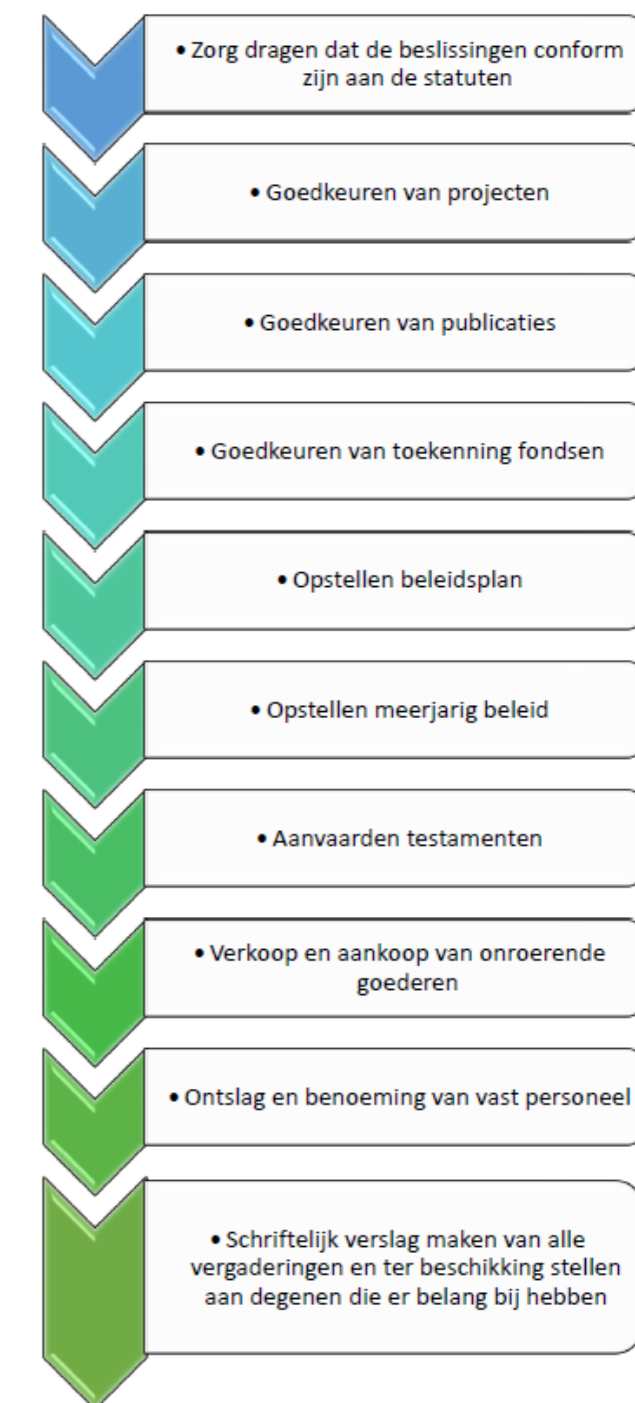 • Zorg dragen dat de beslissingen conform
zijn aan de statuten
• Goedkeuren van projecten
• Goedkeuren van publicaties
• Goedkeuren van toekenning fondsen
• Opstellen beleidsplan
• Opstellen meerjarig beleid
• Aanvaarden testamenten
• Verkoop en aankoop van onroerende
goederen
• Ontslag en benoeming van vast personeel
• Schriftelijk verslag maken van alle
vergaderingen en ter beschikking stellen
aan degenen die er belang bij hebben